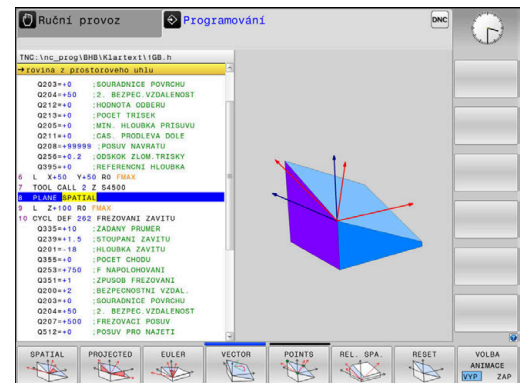 Ruční provoz
Programování
DNC
TNC:\nc_prog\BHB\Klartext\1GB.h
→rovina z prostoroveho uhlu
Q203=+0 ;SOURADNICE POVRCHU
Q204=+50 ;2. BEZPEC.VZDALENOST
Q212=+0 ;HODNOTA ODBERU
Q213=+0 ;POCET TRISEK
Q205=+0 ;MIN. HLOUBKA PRISUVU
Q211=+0 ;CAS. PRODLEVA DOLE
Q208=+99999 ;POSUV NAVRATU
Q256=+0.2 ;ODSKOK ZLOM.TRISKY
Q395=+0 ;REFERENCNI HLOUBKA
6 L X+50 Y+50 R0 FMAX
7 TOOL CALL 2 Z S4500
8 PLANE SPATIAL
9 L Z+100 R0 FMAX
10 CYCL DEF 262 FREZOVANI ZAVITU
Q335=+10 ;ZADANY PRUMER
Q239=+1.5 ;STOUPANI ZAVITU
Q201=-18 ;HLOUBKA ZAVITU
Q355=+0 ;POCET CHODU
Q253=+750 ;F NAPOLOHOVANI
Q351=+1 ;ZPUSOB FREZOVANI
Q200=+2 ;BEZPECNOSTNI VZDAL.
Q203=+0 ;SOURADNICE POVRCHU
Q204=+50 ;2. BEZPEC.VZDALENOST
Q207=+500 ;FREZOVACI POSUV
Q512=+0 ;POSUV PRO NAJETI
SPATIAL
PROJECTED
EULER
VECTOR
POINTS
REL. SPA.
RESET
VOLBA
ANIMACE
VYP ZAP